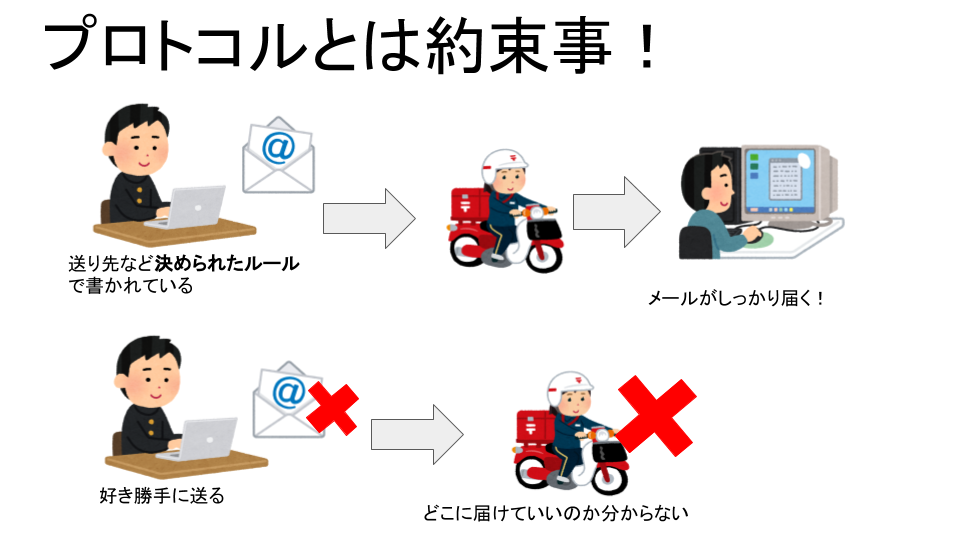 プロトコルとは約束事！
@
送り先など決められたルール
で書かれている
メールがしっかり届く！
@
好き勝手に送る
どこに届けていいのか分からない